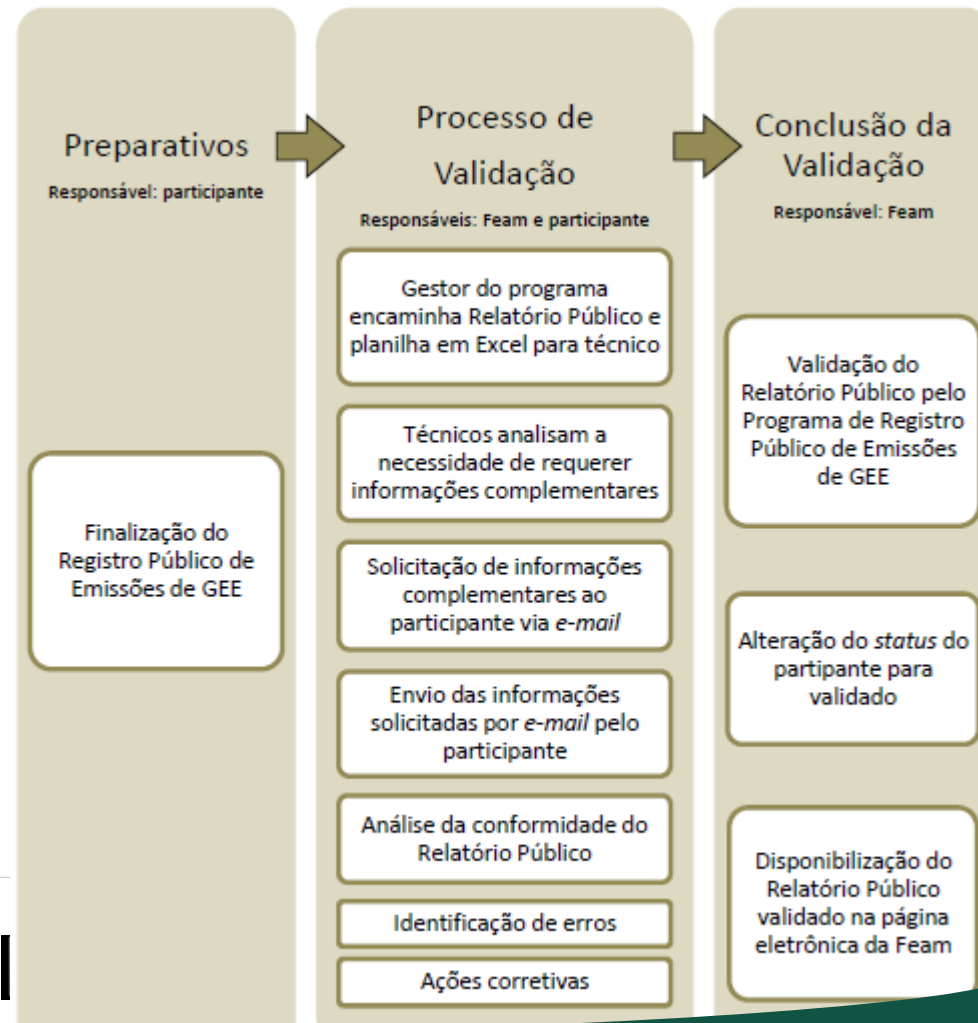 Preparativos
Responsável: participante
Finalização do
Registro Público de
Emissões de GEE
Processo de
Validação
Responsáveis: Feam e participante
Gestor do programa
encaminha Relatório Público e
planilha em Excel para técnico
Técnicos analisam a
necessidade de requerer
informações complementares
Solicitação de informações
complementares ao
participante via e-mail
Envio das informações
solicitadas por e-mail pelo
participante
Análise da conformidade do
Relatório Público
Identificação de erros
Ações corretivas
Conclusão da
Validação
Responsável: Feam
Validação do
Relatório Público pelo
Programa de Registro
Público de Emissões
de GEE
Alteração do status do
partipante para
validado
Disponibilização do
Relatório Público
validado na página
eletrônica da Feam